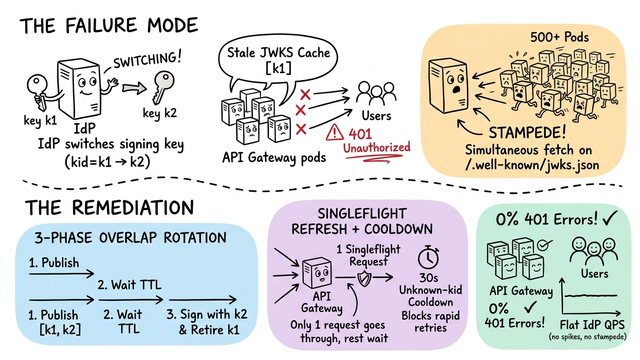 THE FAILURE MODE
SWITCHING!
key k1
IdP
key k2
IdP switches signing key
(kid=k1→k2)
Stale JWKS Cache
[k1]
API Gateway pods
Users
401
Unauthorized
500+ Pods
STAMPEDE!
Simultaneous fetch on
/.well-known/jwks.json
THE REMEDIATION
3-PHASE OVERLAP ROTATION
1. Publish
2. Wait TTL
1. Publish
[k1, k2]
2. Wait
TTL
3. Sign with k2
& Retire k1
SINGLEFLIGHT
REFRESH + COOLDOWN
1 Singleflight
Request
API
Gateway
30s
Unknown-kid
Cooldown
Blocks rapid
retries
Only 1 request goes
through, rest wait
0% 401 Errors! ✓
API Gateway
Users
0% ✓
401 Errors!
Flat IdP QPS
(no spikes, no stampede)